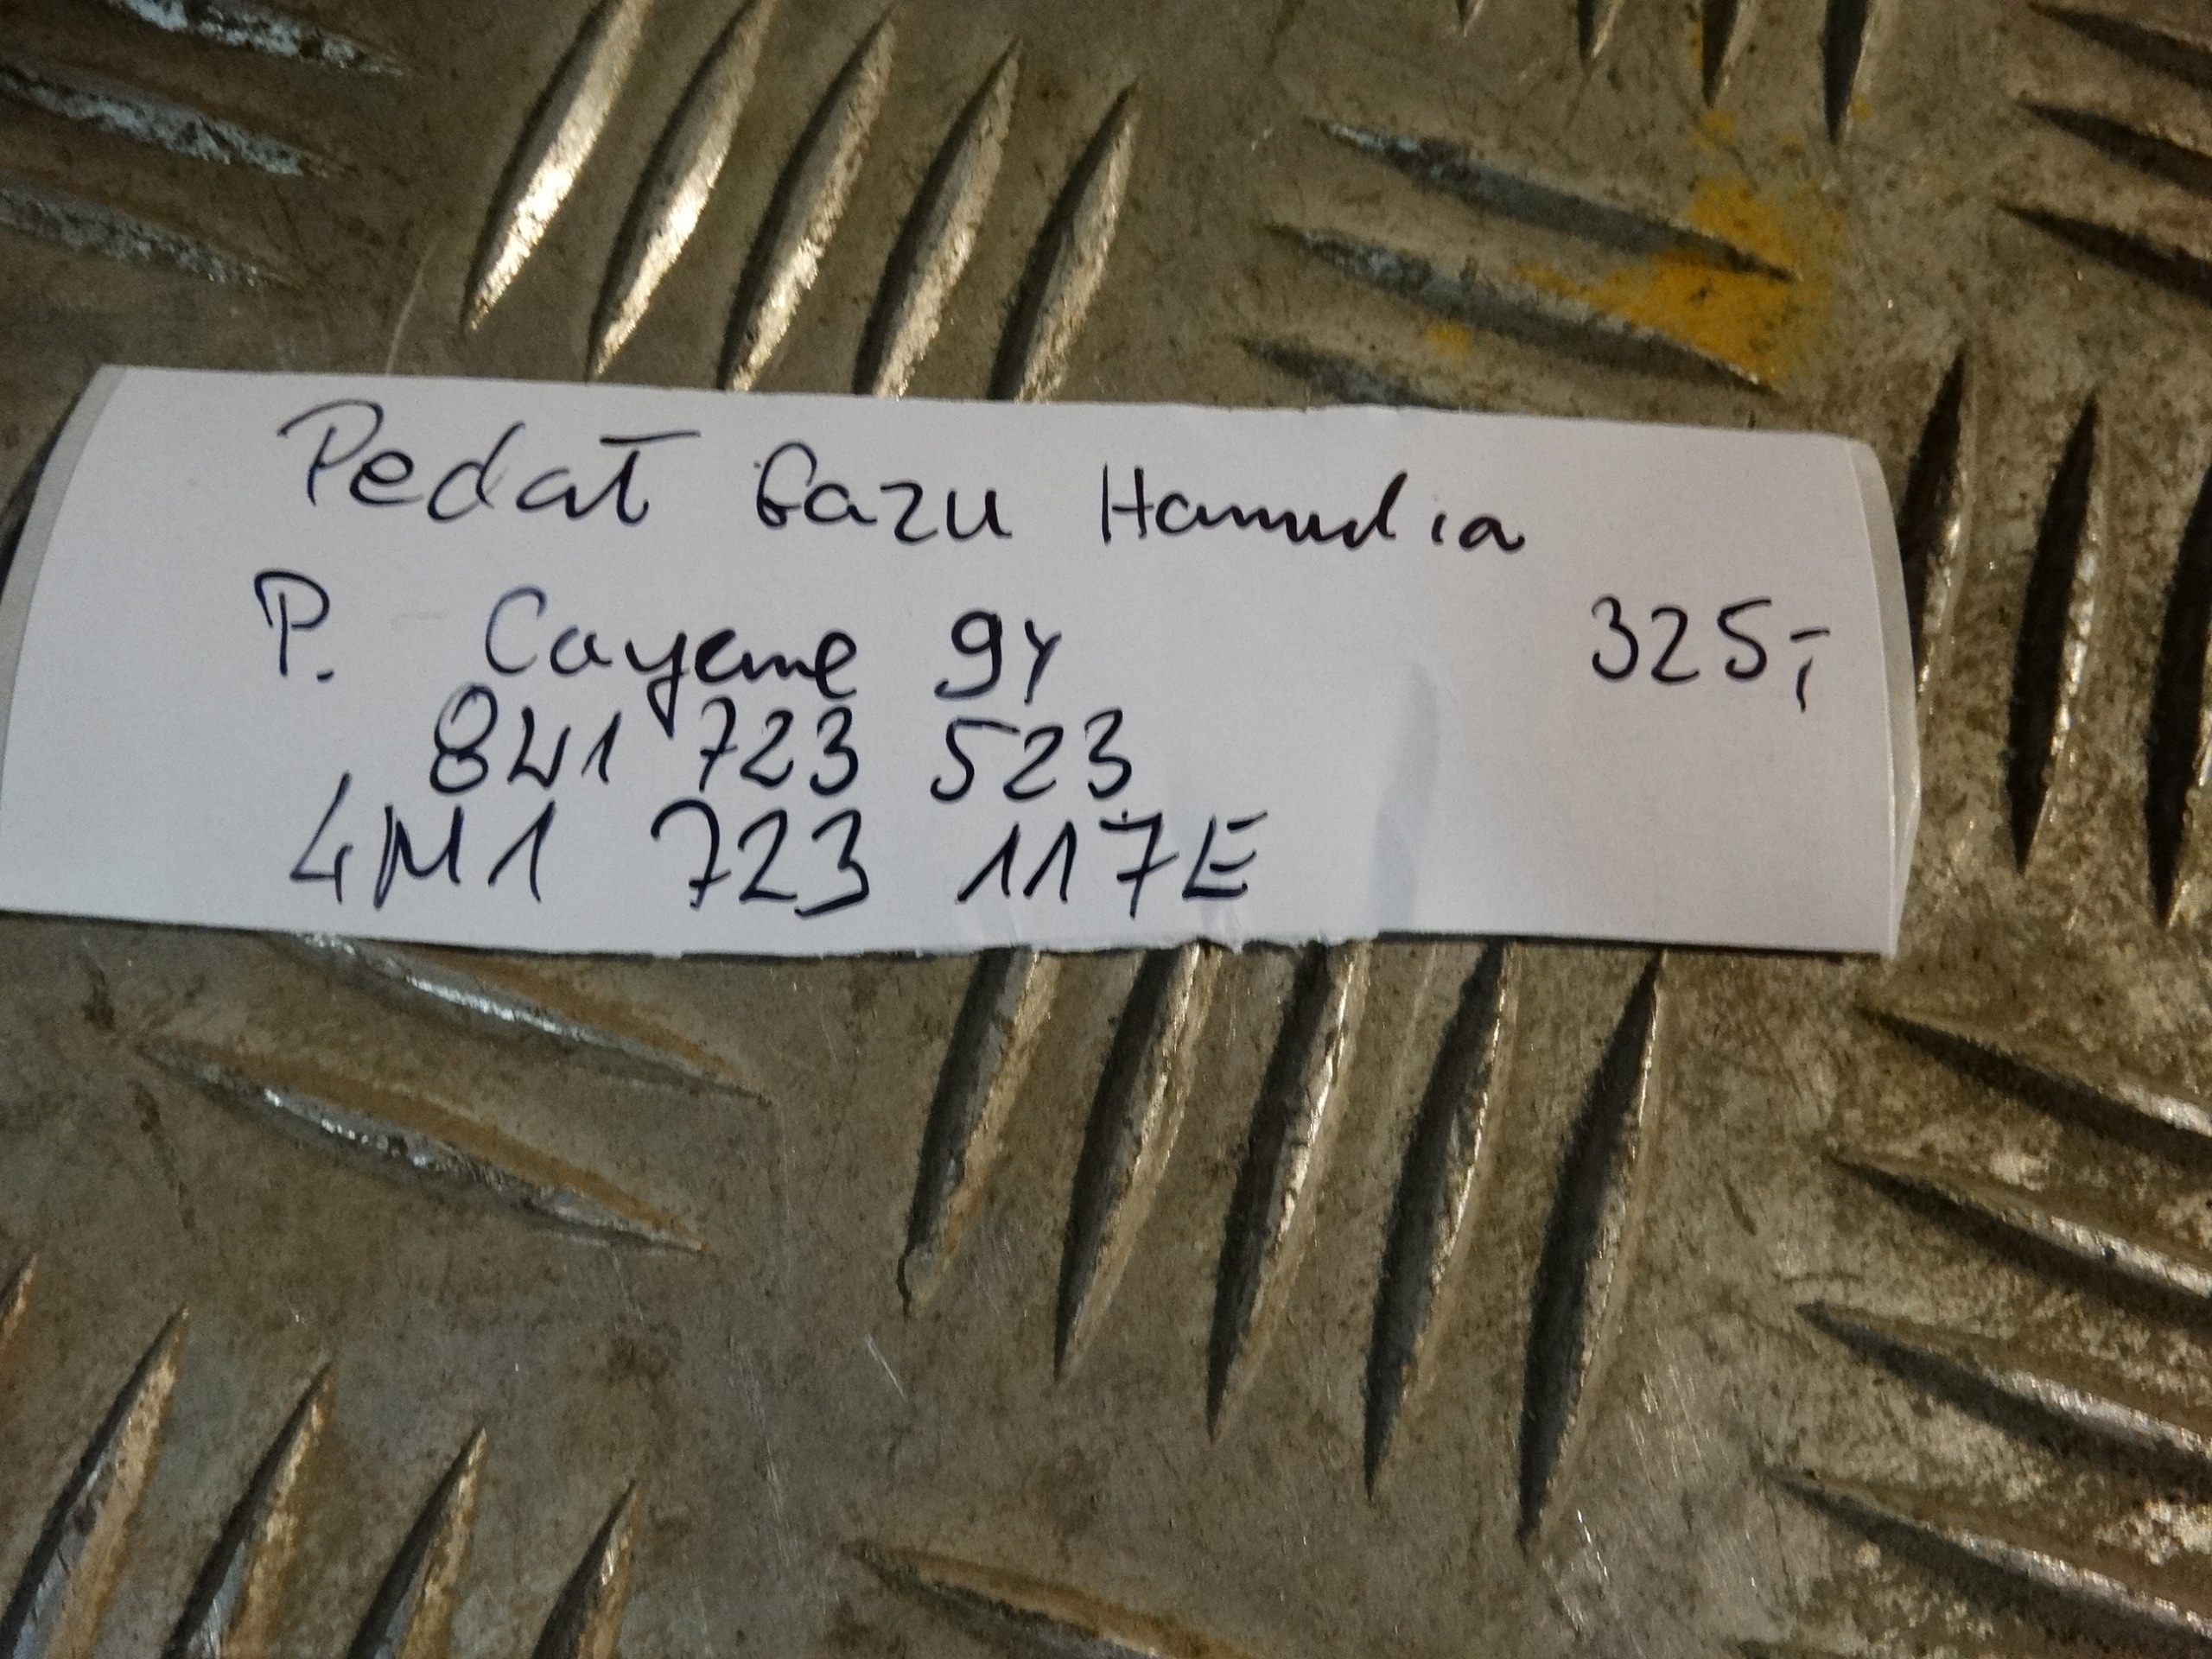 Pedał Gazu Hamulca
P. Cayenne 9Y 325,-
8W1 723 523
4M1 723 117E